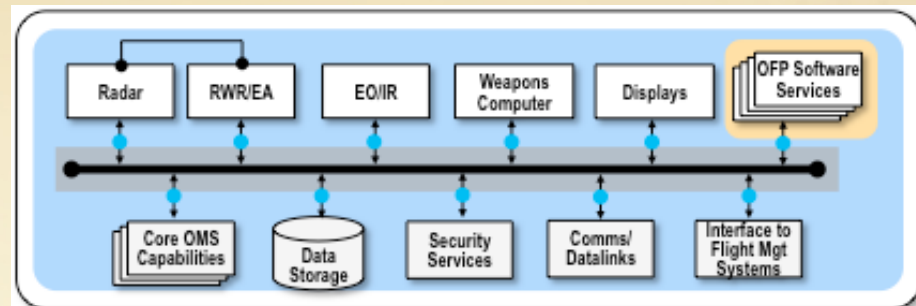 Radar
RWR/EA
EO/IR
Weapons
Computer
Displays
OFP Software
Services
Core OMS
Capabilities
Data
Storage
Security
Services
Comms/
Datalinks
Interface to
Flight Mgt
Systems